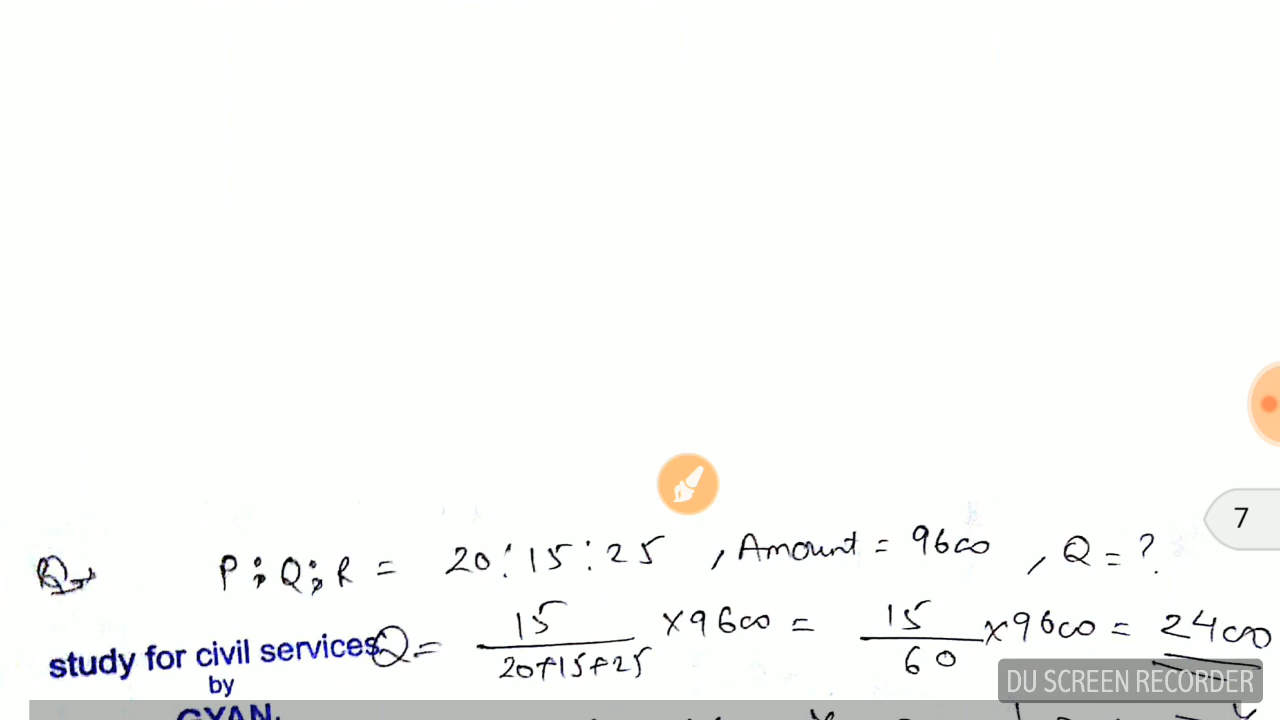 7
Q→ P:Q:R = 20:15:25 , Amount = 9600 , Q = ?
Q = 15/(20+15+25) ×9600 = 15/60 ×9600 = 2400
study for civil services
by
GYAN.
DU SCREEN RECORDER